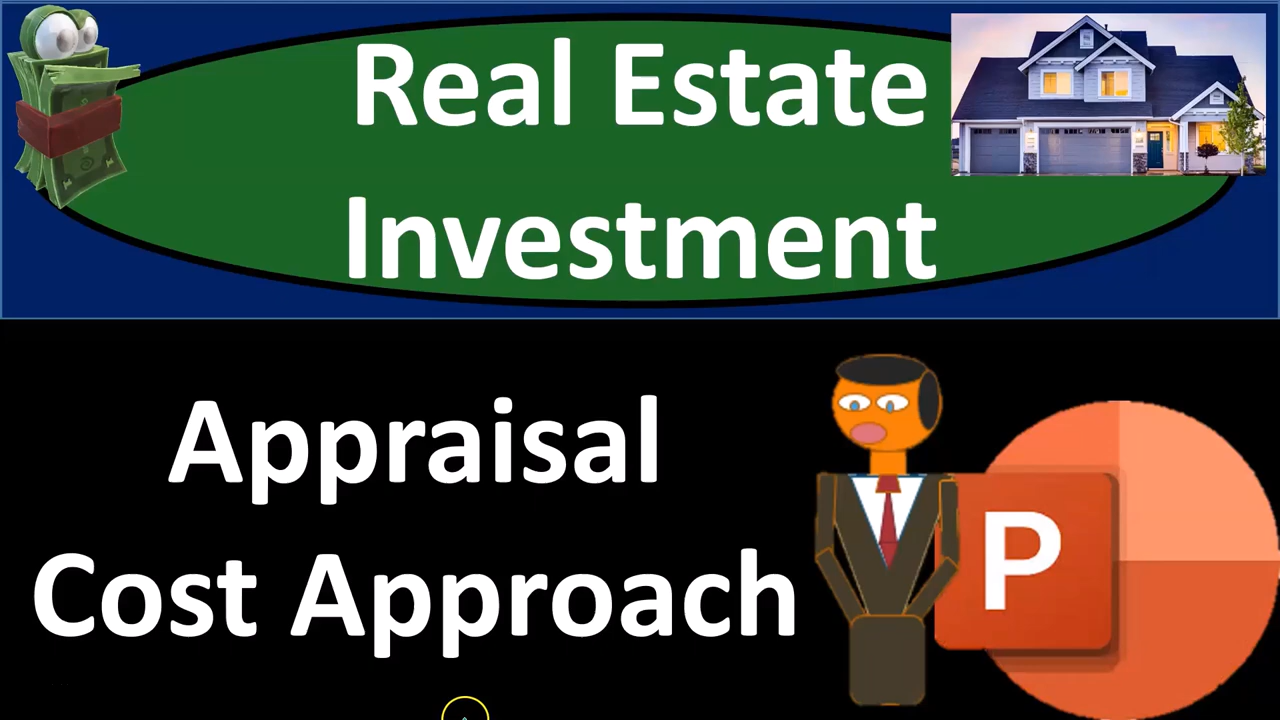 Real Estate
Investment
Appraisal
Cost Approach
P